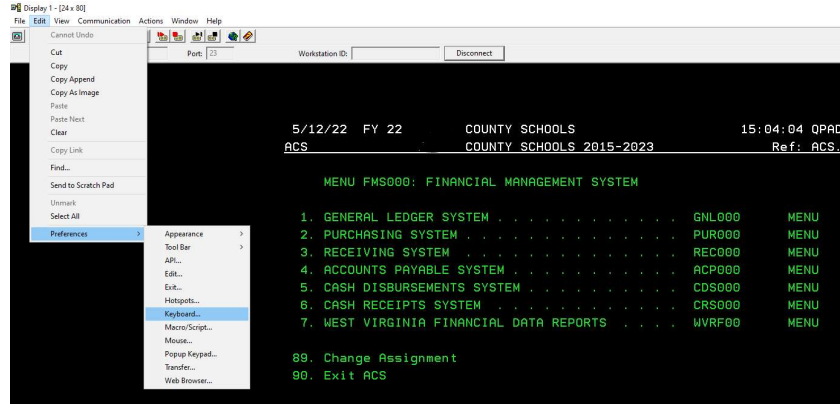 Display 1 - [24 x 80]
File Edit View Communication Actions Window Help
Cannot Undo
Cut
Copy
Copy Append
Copy As Image
Paste
Paste Next
Clear
Copy Link
Find...
Send to Scratch Pad
Unmark
Select All
Preferences >
Appearance >
Tool Bar >
API...
Edit...
Exit...
Hotspots...
Keyboard...
Macro/Script...
Mouse...
Popup Keypad...
Transfer...
Web Browser...
Port: 23 Workstation ID: Disconnect
5/12/22 FY 22 COUNTY SCHOOLS 15:04:04 QPAD
ACS COUNTY SCHOOLS 2015-2023 Ref: ACS.
MENU FMS000: FINANCIAL MANAGEMENT SYSTEM
1. GENERAL LEDGER SYSTEM . . . . . . . . . . . . GNL000 MENU
2. PURCHASING SYSTEM . . . . . . . . . . . . . . PUR000 MENU
3. RECEIVING SYSTEM . . . . . . . . . . . . . . REC000 MENU
4. ACCOUNTS PAYABLE SYSTEM . . . . . . . . . . . ACP000 MENU
5. CASH DISBURSEMENTS SYSTEM . . . . . . . . . . CDS000 MENU
6. CASH RECEIPTS SYSTEM . . . . . . . . . . . . CRS000 MENU
7. WEST VIRGINIA FINANCIAL DATA REPORTS . . . . WVRF00 MENU
89. Change Assignment
90. Exit ACS